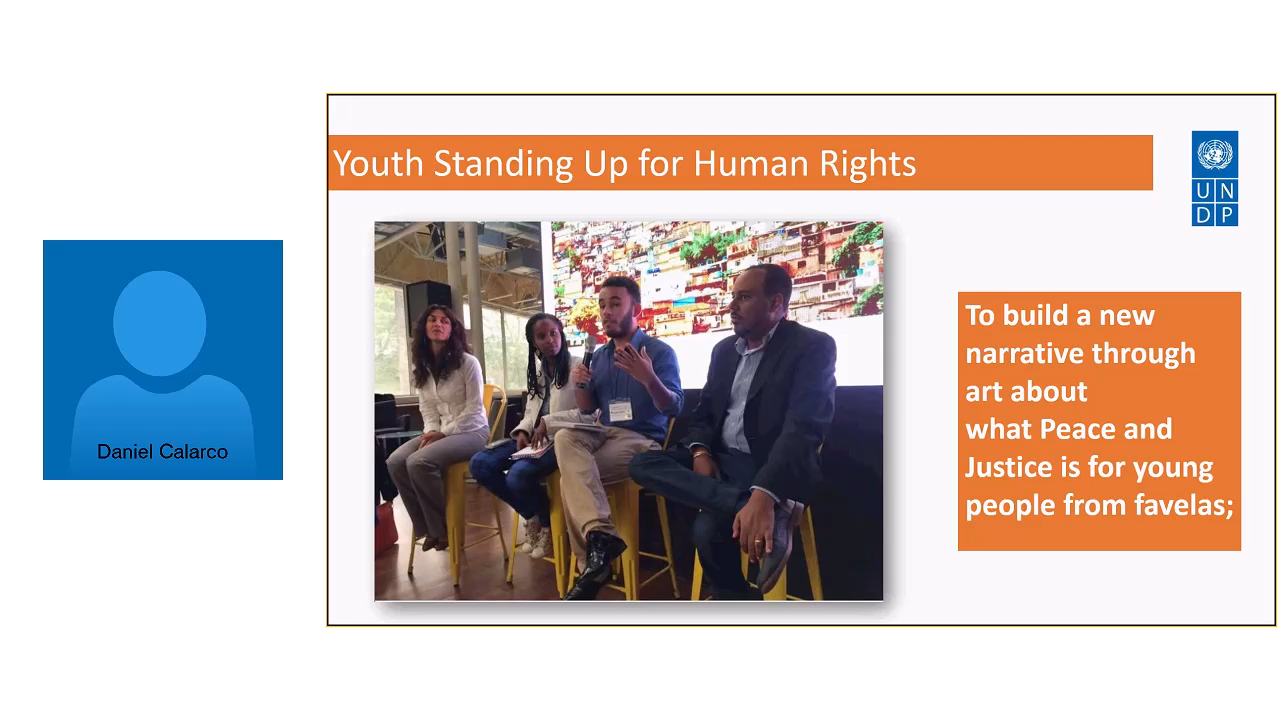 Youth Standing Up for Human Rights
U N
D P
To build a new
narrative through
art about
what Peace and
Justice is for young
people from favelas;
Daniel Calarco